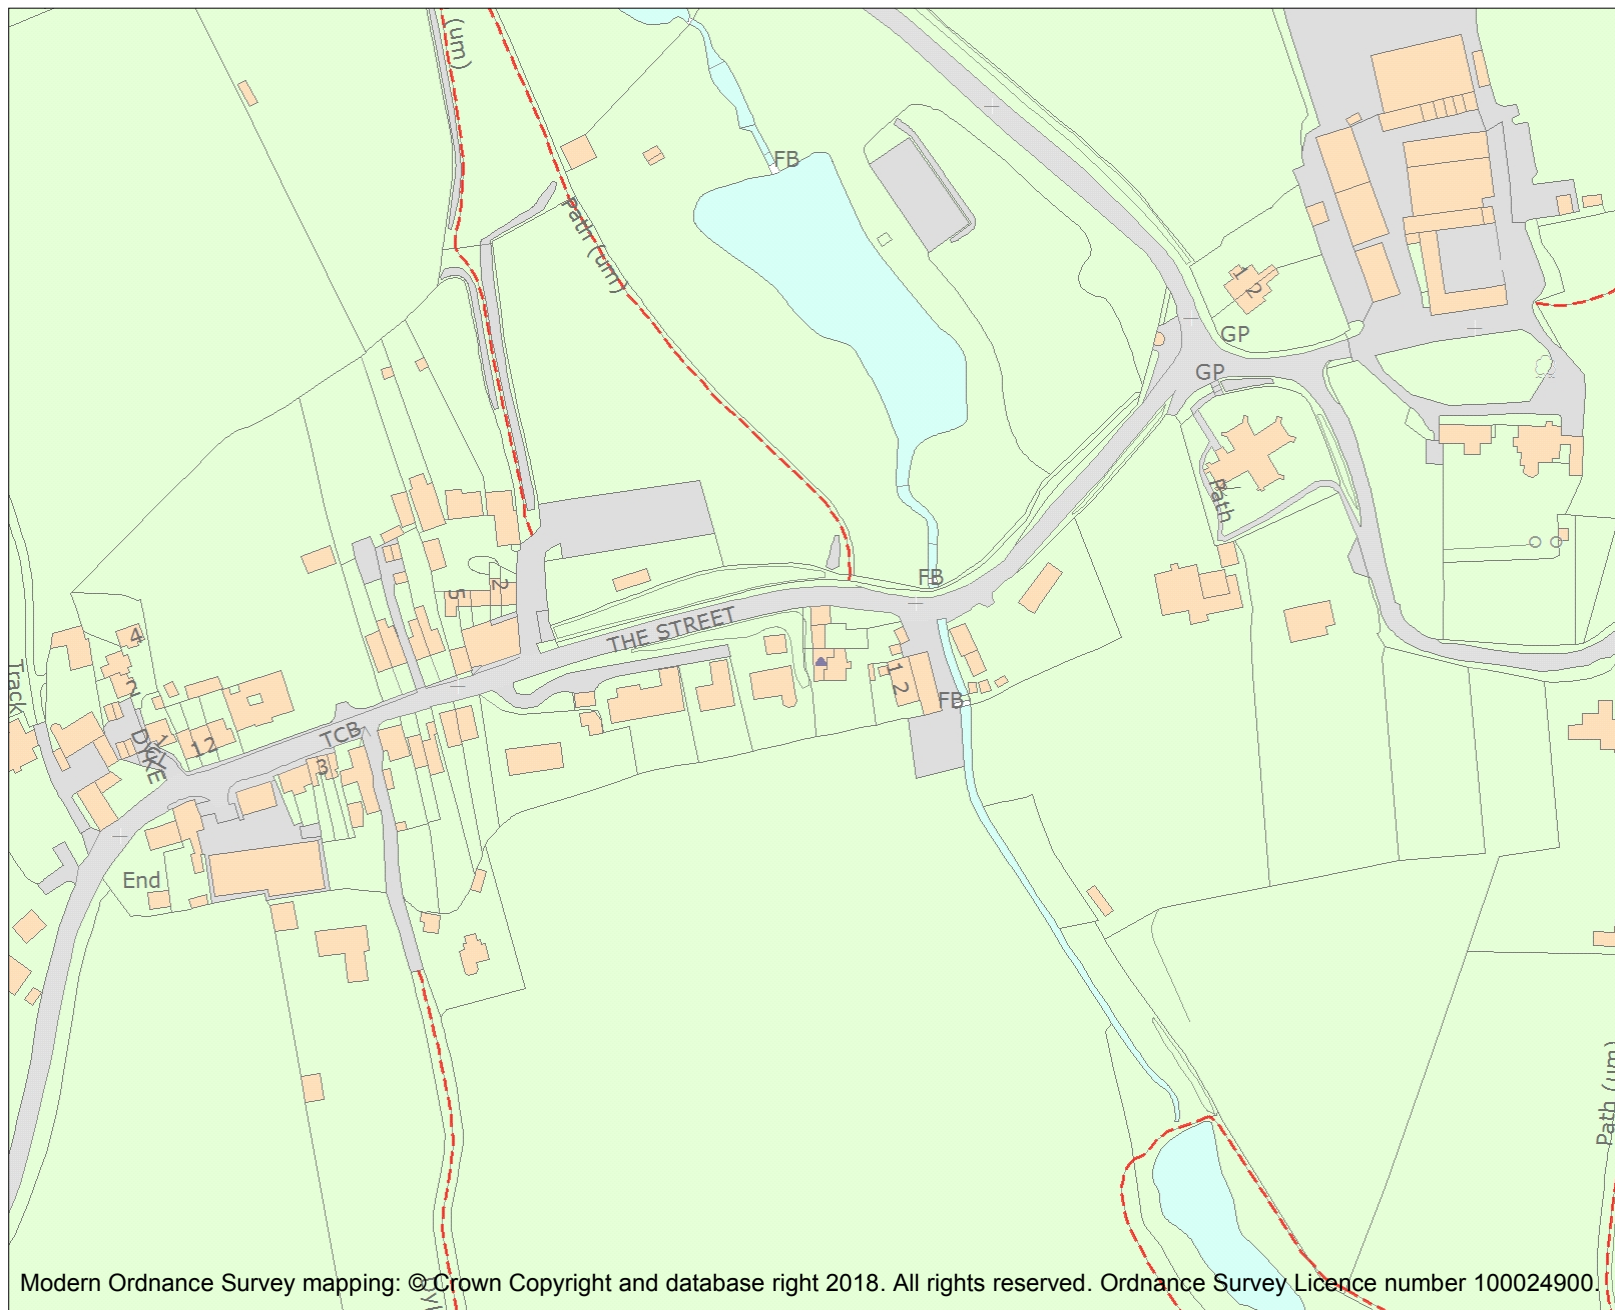 (um)
FB
Path (um)
1 2
GP
GP
Path
FB
2
5
THE STREET
4
2
Track
1 2
FB
TCB
DYKE
1
12
3
End
Path (um)
Modern Ordnance Survey mapping: © Crown Copyright and database right 2018. All rights reserved. Ordnance Survey Licence number 100024900.